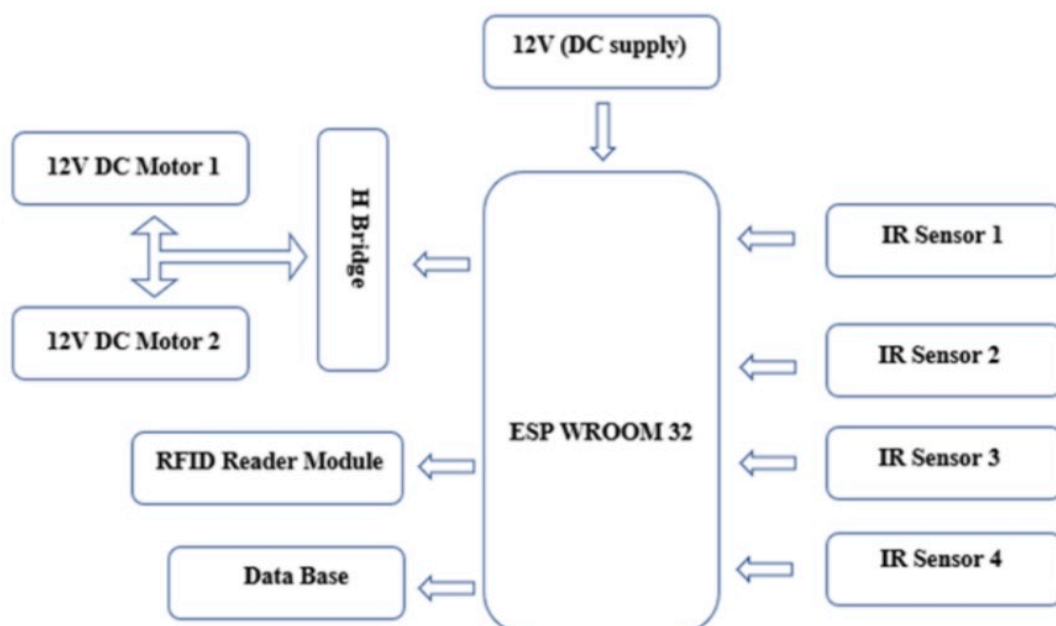 12V (DC supply)
12V DC Motor 1
H Bridge
IR Sensor 1
12V DC Motor 2
IR Sensor 2
ESP WROOM 32
RFID Reader Module
IR Sensor 3
Data Base
IR Sensor 4